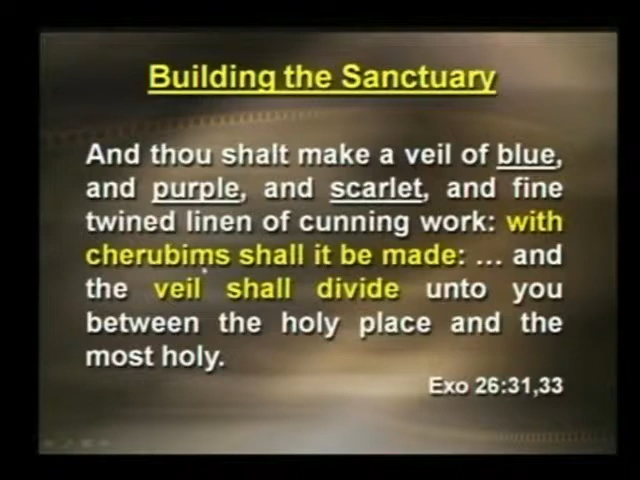 Building the Sanctuary
And thou shalt make a veil of blue,
and purple, and scarlet, and fine
twined linen of cunning work: with
cherubims shall it be made: ... and
the veil shall divide unto you
between the holy place and the
most holy.
Exo 26:31,33